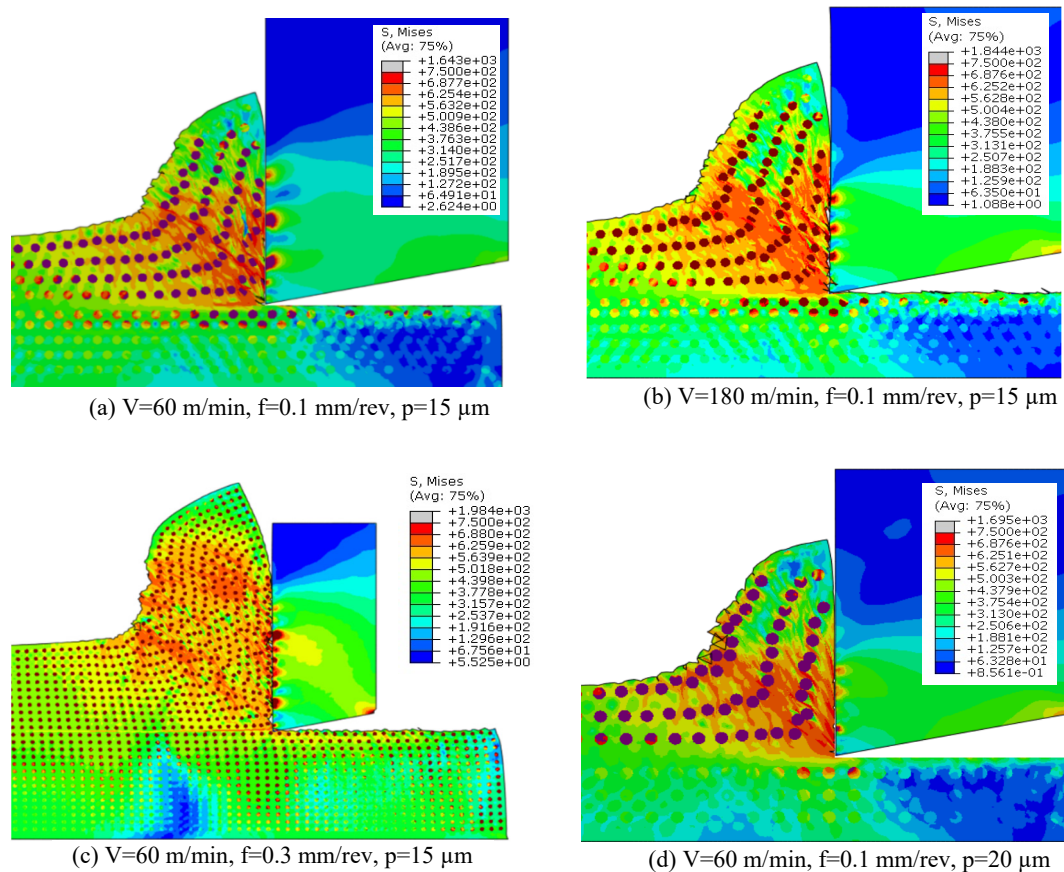 S, Mises
(Avg: 75%)
+1.643e+03
+7.500e+02
+6.877e+02
+6.254e+02
+5.632e+02
+5.009e+02
+4.386e+02
+3.763e+02
+3.140e+02
+2.517e+02
+1.895e+02
+1.272e+02
+6.491e+01
+2.624e+00
(a) V=60 m/min, f=0.1 mm/rev, p=15 µm
S, Mises
(Avg: 75%)
+1.844e+03
+7.500e+02
+6.876e+02
+6.252e+02
+5.628e+02
+5.004e+02
+4.380e+02
+3.755e+02
+3.131e+02
+2.507e+02
+1.883e+02
+1.259e+02
+6.350e+01
+1.088e+00
(b) V=180 m/min, f=0.1 mm/rev, p=15 µm
S, Mises
(Avg: 75%)
+1.984e+03
+7.500e+02
+6.880e+02
+6.259e+02
+5.639e+02
+5.018e+02
+4.398e+02
+3.777e+02
+3.157e+02
+2.537e+02
+1.916e+02
+1.296e+02
+6.756e+01
+5.525e+00
(c) V=60 m/min, f=0.3 mm/rev, p=15 µm
S, Mises
(Avg: 75%)
+1.695e+03
+7.500e+02
+6.876e+02
+6.251e+02
+5.627e+02
+5.003e+02
+4.379e+02
+3.754e+02
+3.130e+02
+2.506e+02
+1.881e+02
+1.257e+02
+6.328e+01
+8.561e-01
(d) V=60 m/min, f=0.1 mm/rev, p=20 µm